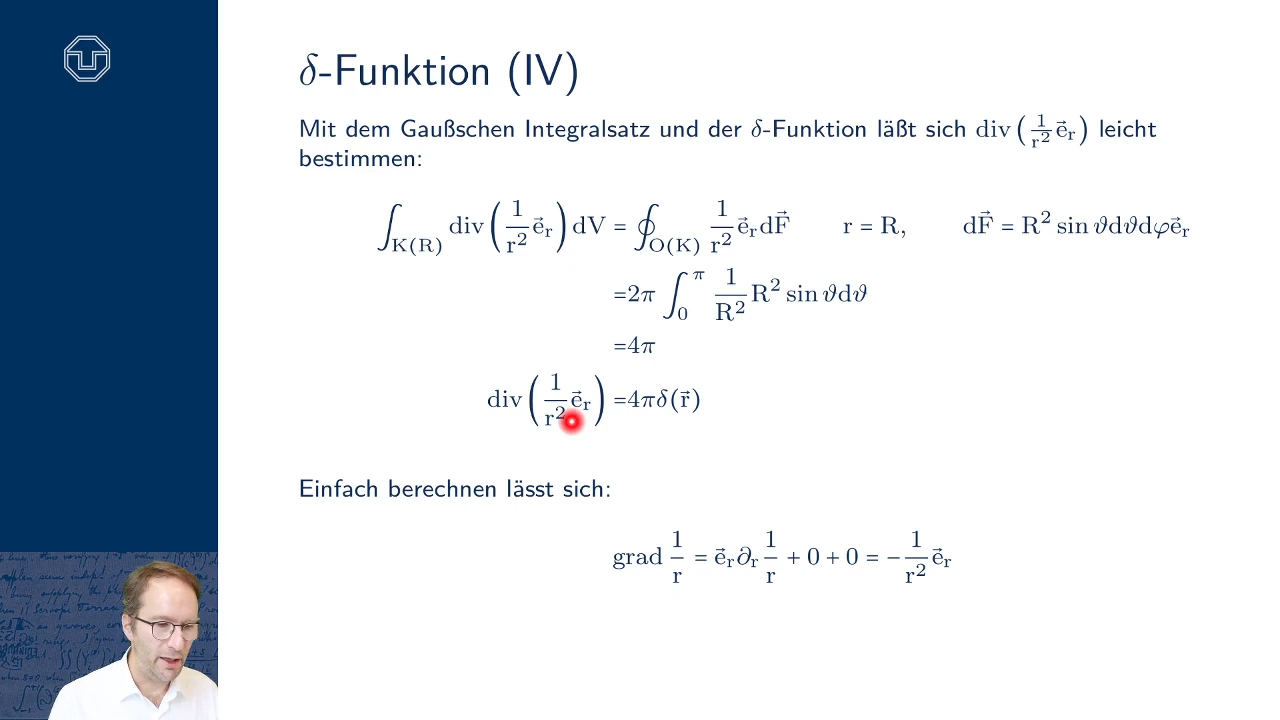 δ-Funktion (IV)
Mit dem Gaußschen Integralsatz und der δ-Funktion läßt sich div(1/r² e⃗_r) leicht
bestimmen:
∫_K(R) div(1/r² e⃗_r) dV = ∮_O(K) 1/r² e⃗_r dF⃗ r = R, dF⃗ = R² sin ϑdϑdφe⃗_r
=2π ∫_0^π 1/R² R² sin ϑdϑ
=4π
div(1/r² e⃗_r) =4πδ(r⃗)
Einfach berechnen lässt sich:
grad 1/r = e⃗_r ∂_r 1/r + 0 + 0 = −1/r² e⃗_r